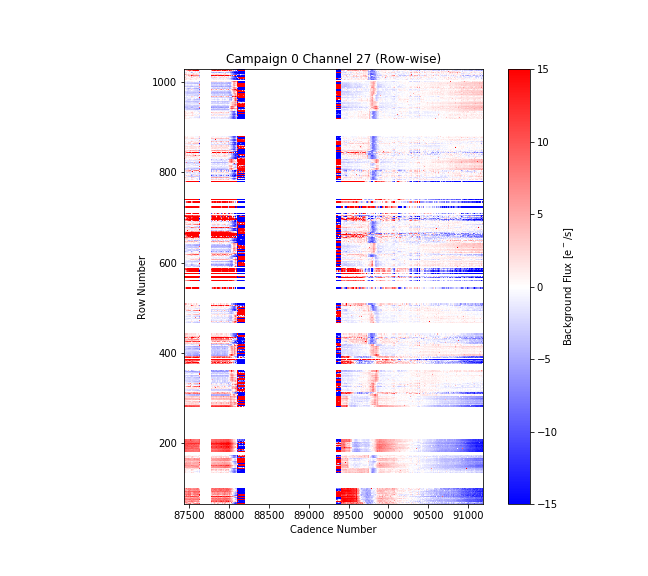 Campaign 0 Channel 27 (Row-wise)
1000
800
600
400
200
Row Number
87500 88000 88500 89000 89500 90000 90500 91000
Cadence Number
15
10
5
0
−5
−10
−15
Background Flux [e⁻/s]